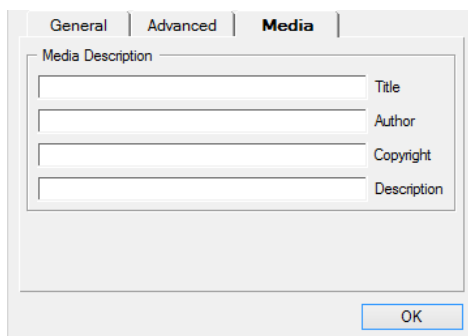 General Advanced Media
Media Description
Title
Author
Copyright
Description
OK